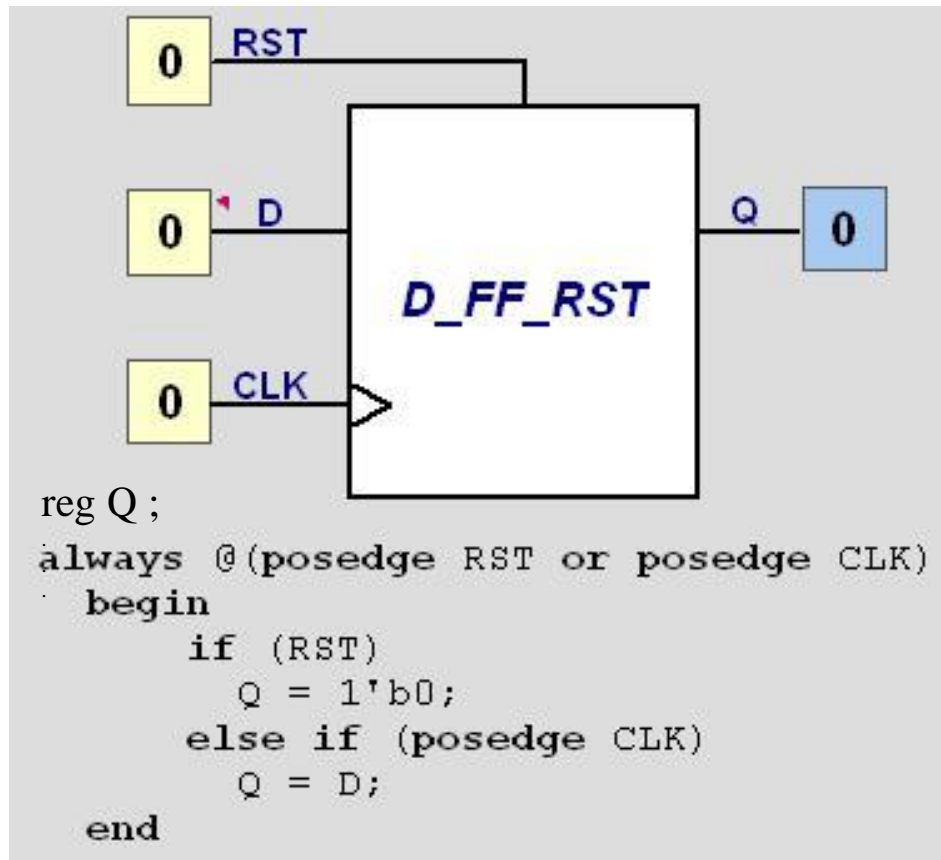 0 RST
0 D Q 0
D_FF_RST
0 CLK
reg Q ;
always @(posedge RST or posedge CLK)
begin
if (RST)
Q = 1'b0;
else if (posedge CLK)
Q = D;
end